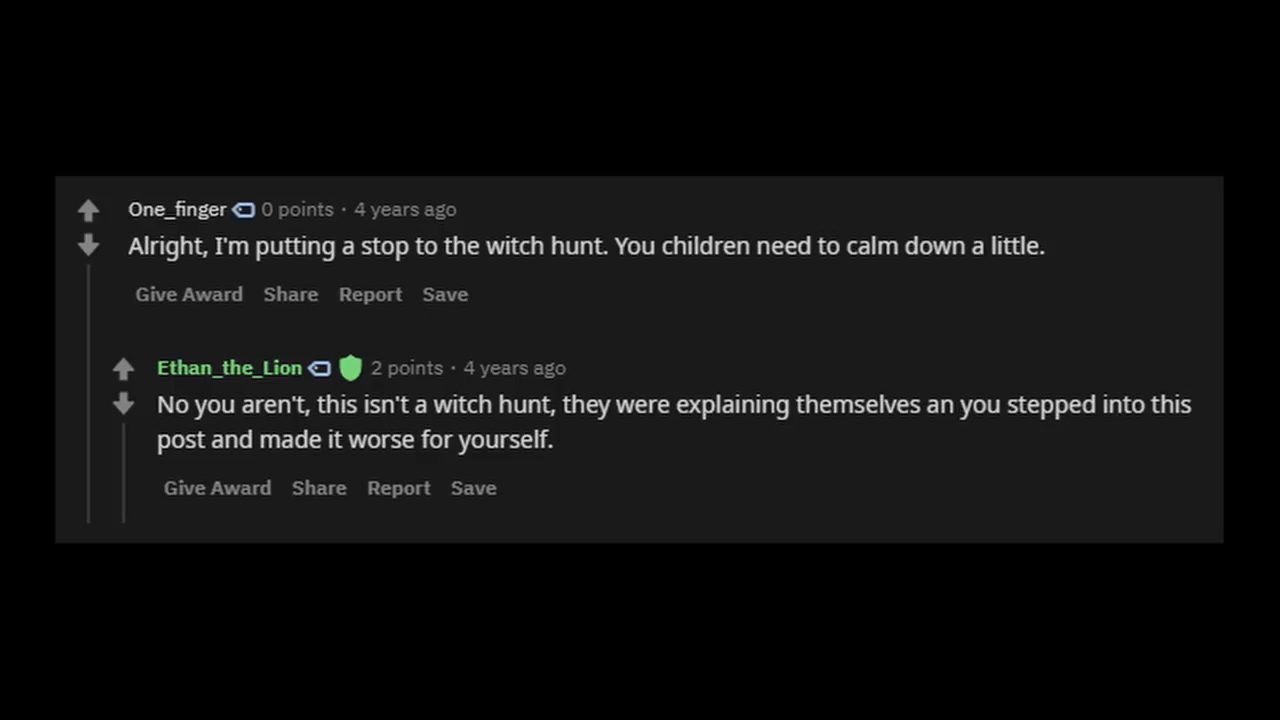 One_finger 0 points · 4 years ago
Alright, I'm putting a stop to the witch hunt. You children need to calm down a little.
Give Award Share Report Save
Ethan_the_Lion 2 points · 4 years ago
No you aren't, this isn't a witch hunt, they were explaining themselves an you stepped into this
post and made it worse for yourself.
Give Award Share Report Save